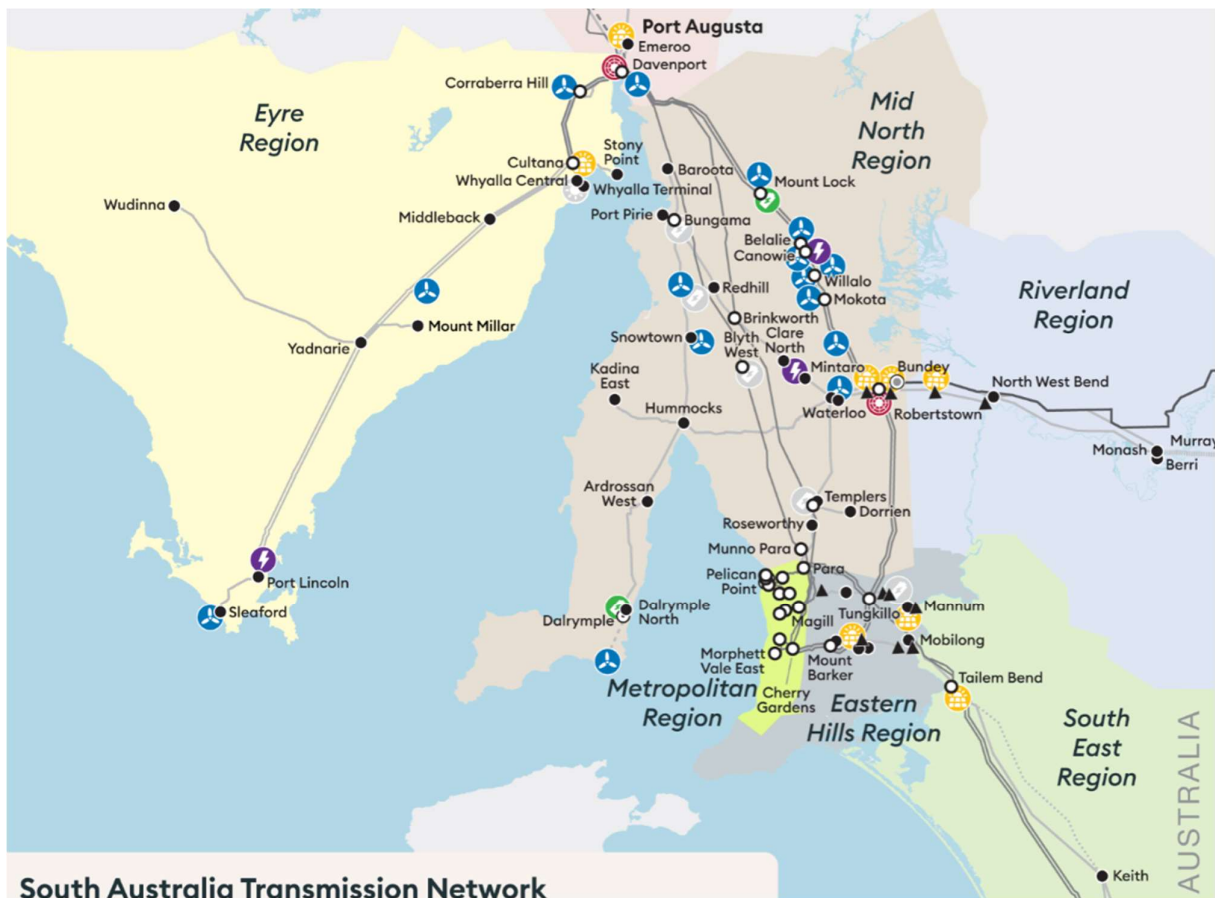 Port Augusta
Emeroo
Davenport
Corraberra Hill
Eyre
Region
Mid
North
Region
Cultana
Stony
Point
Whyalla Central
Whyalla Terminal
Baroota
Mount Lock
Wudinna
Middleback
Port Pirie
Bungama
Belalie
Canowie
Willalo
Redhill
Mokota
Riverland
Region
Mount Millar
Yadnarie
Snowtown
Brinkworth
Blyth
West
Clare
North
Mintaro
Bundey
Kadina
East
North West Bend
Hummocks
Waterloo
Robertstown
Monash
Murray
Berri
Ardrossan
West
Templers
Dorrien
Roseworthy
Munno Para
Para
Pelican
Point
Port Lincoln
Sleaford
Dalrymple
North
Dalrymple
Magill
Tungkillo
Mannum
Mobilong
Morphett
Vale East
Mount
Barker
Cherry
Gardens
Tailem Bend
Metropolitan
Region
Eastern
Hills Region
South
East
Region
AUSTRALIA
Keith
South Australia Transmission Network